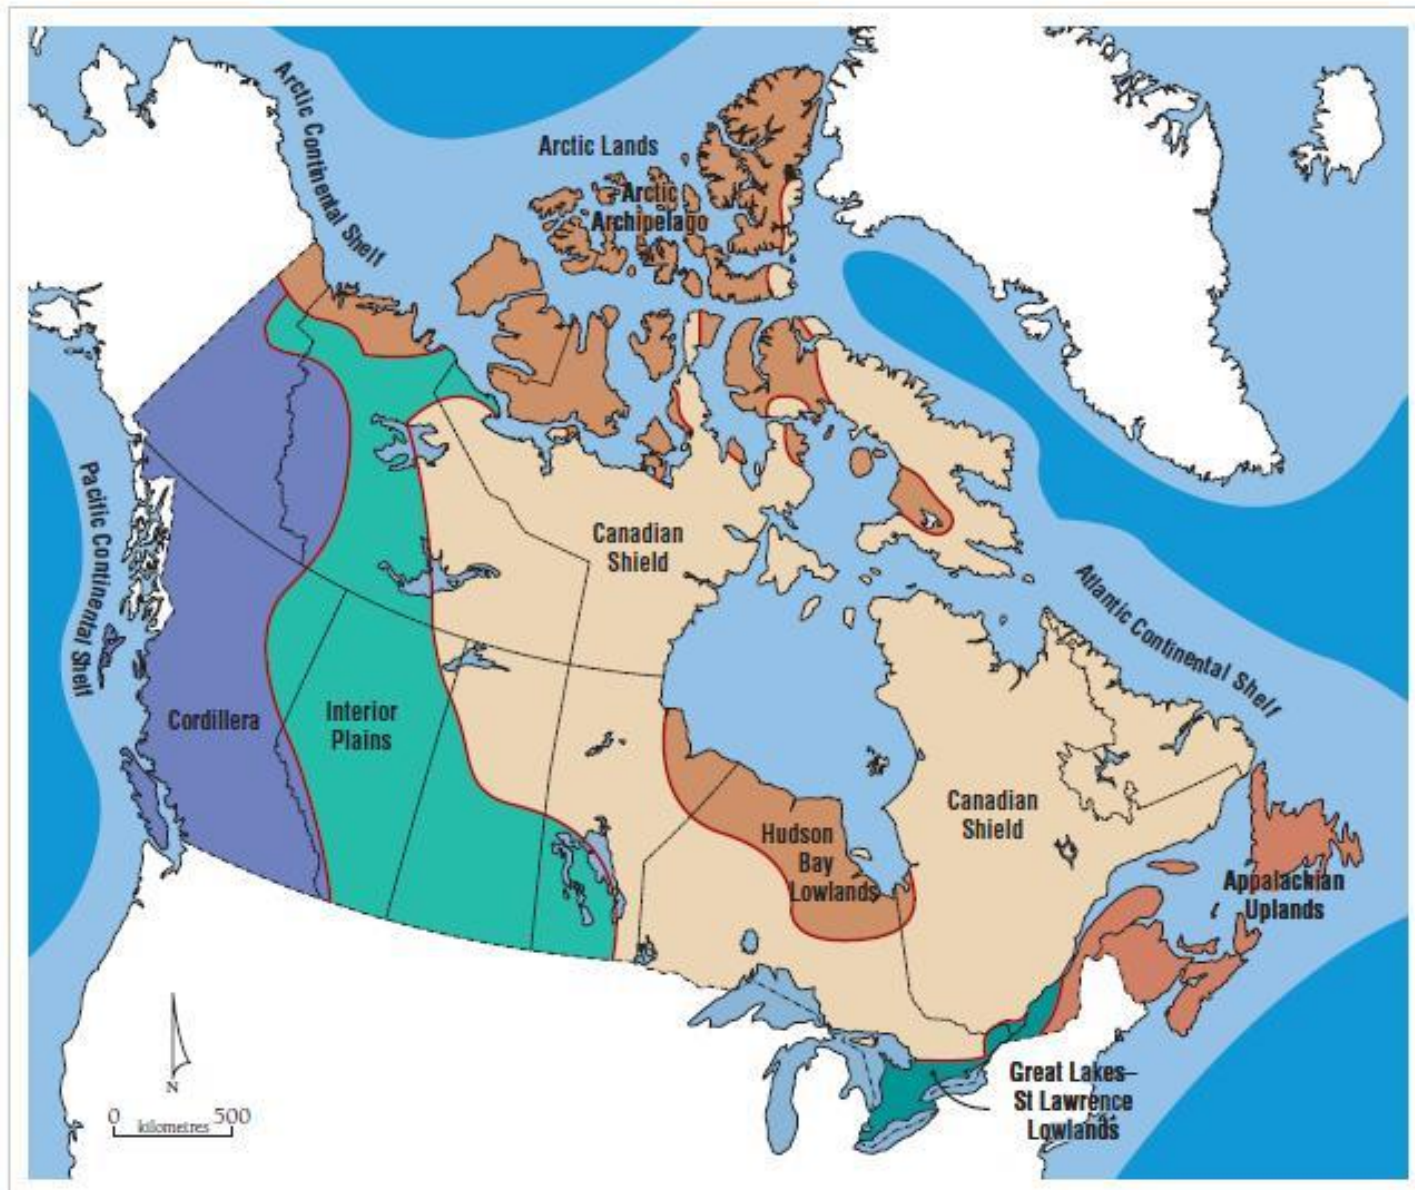 Arctic Continental Shelf
Arctic Lands
Arctic
Archipelago
Pacific Continental Shelf
Canadian
Shield
Atlantic Continental Shelf
Cordillera
Interior
Plains
Canadian
Shield
Hudson
Bay
Lowlands
Appalachian
Uplands
Great Lakes–
St Lawrence
Lowlands
N
0 500
kilometres